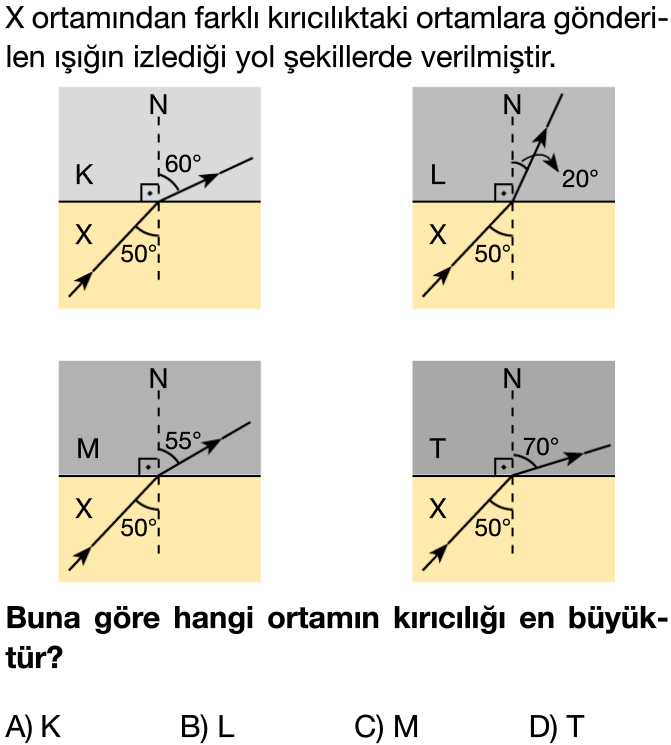 X ortamından farklı kırıcılıktaki ortamlara gönderi-
len ışığın izlediği yol şekillerde verilmiştir.
N
K
60°
X
50°
N
L
20°
X
50°
N
M
55°
X
50°
N
T
70°
X
50°
Buna göre hangi ortamın kırıcılığı en büyük-
tür?
A) K B) L C) M D) T